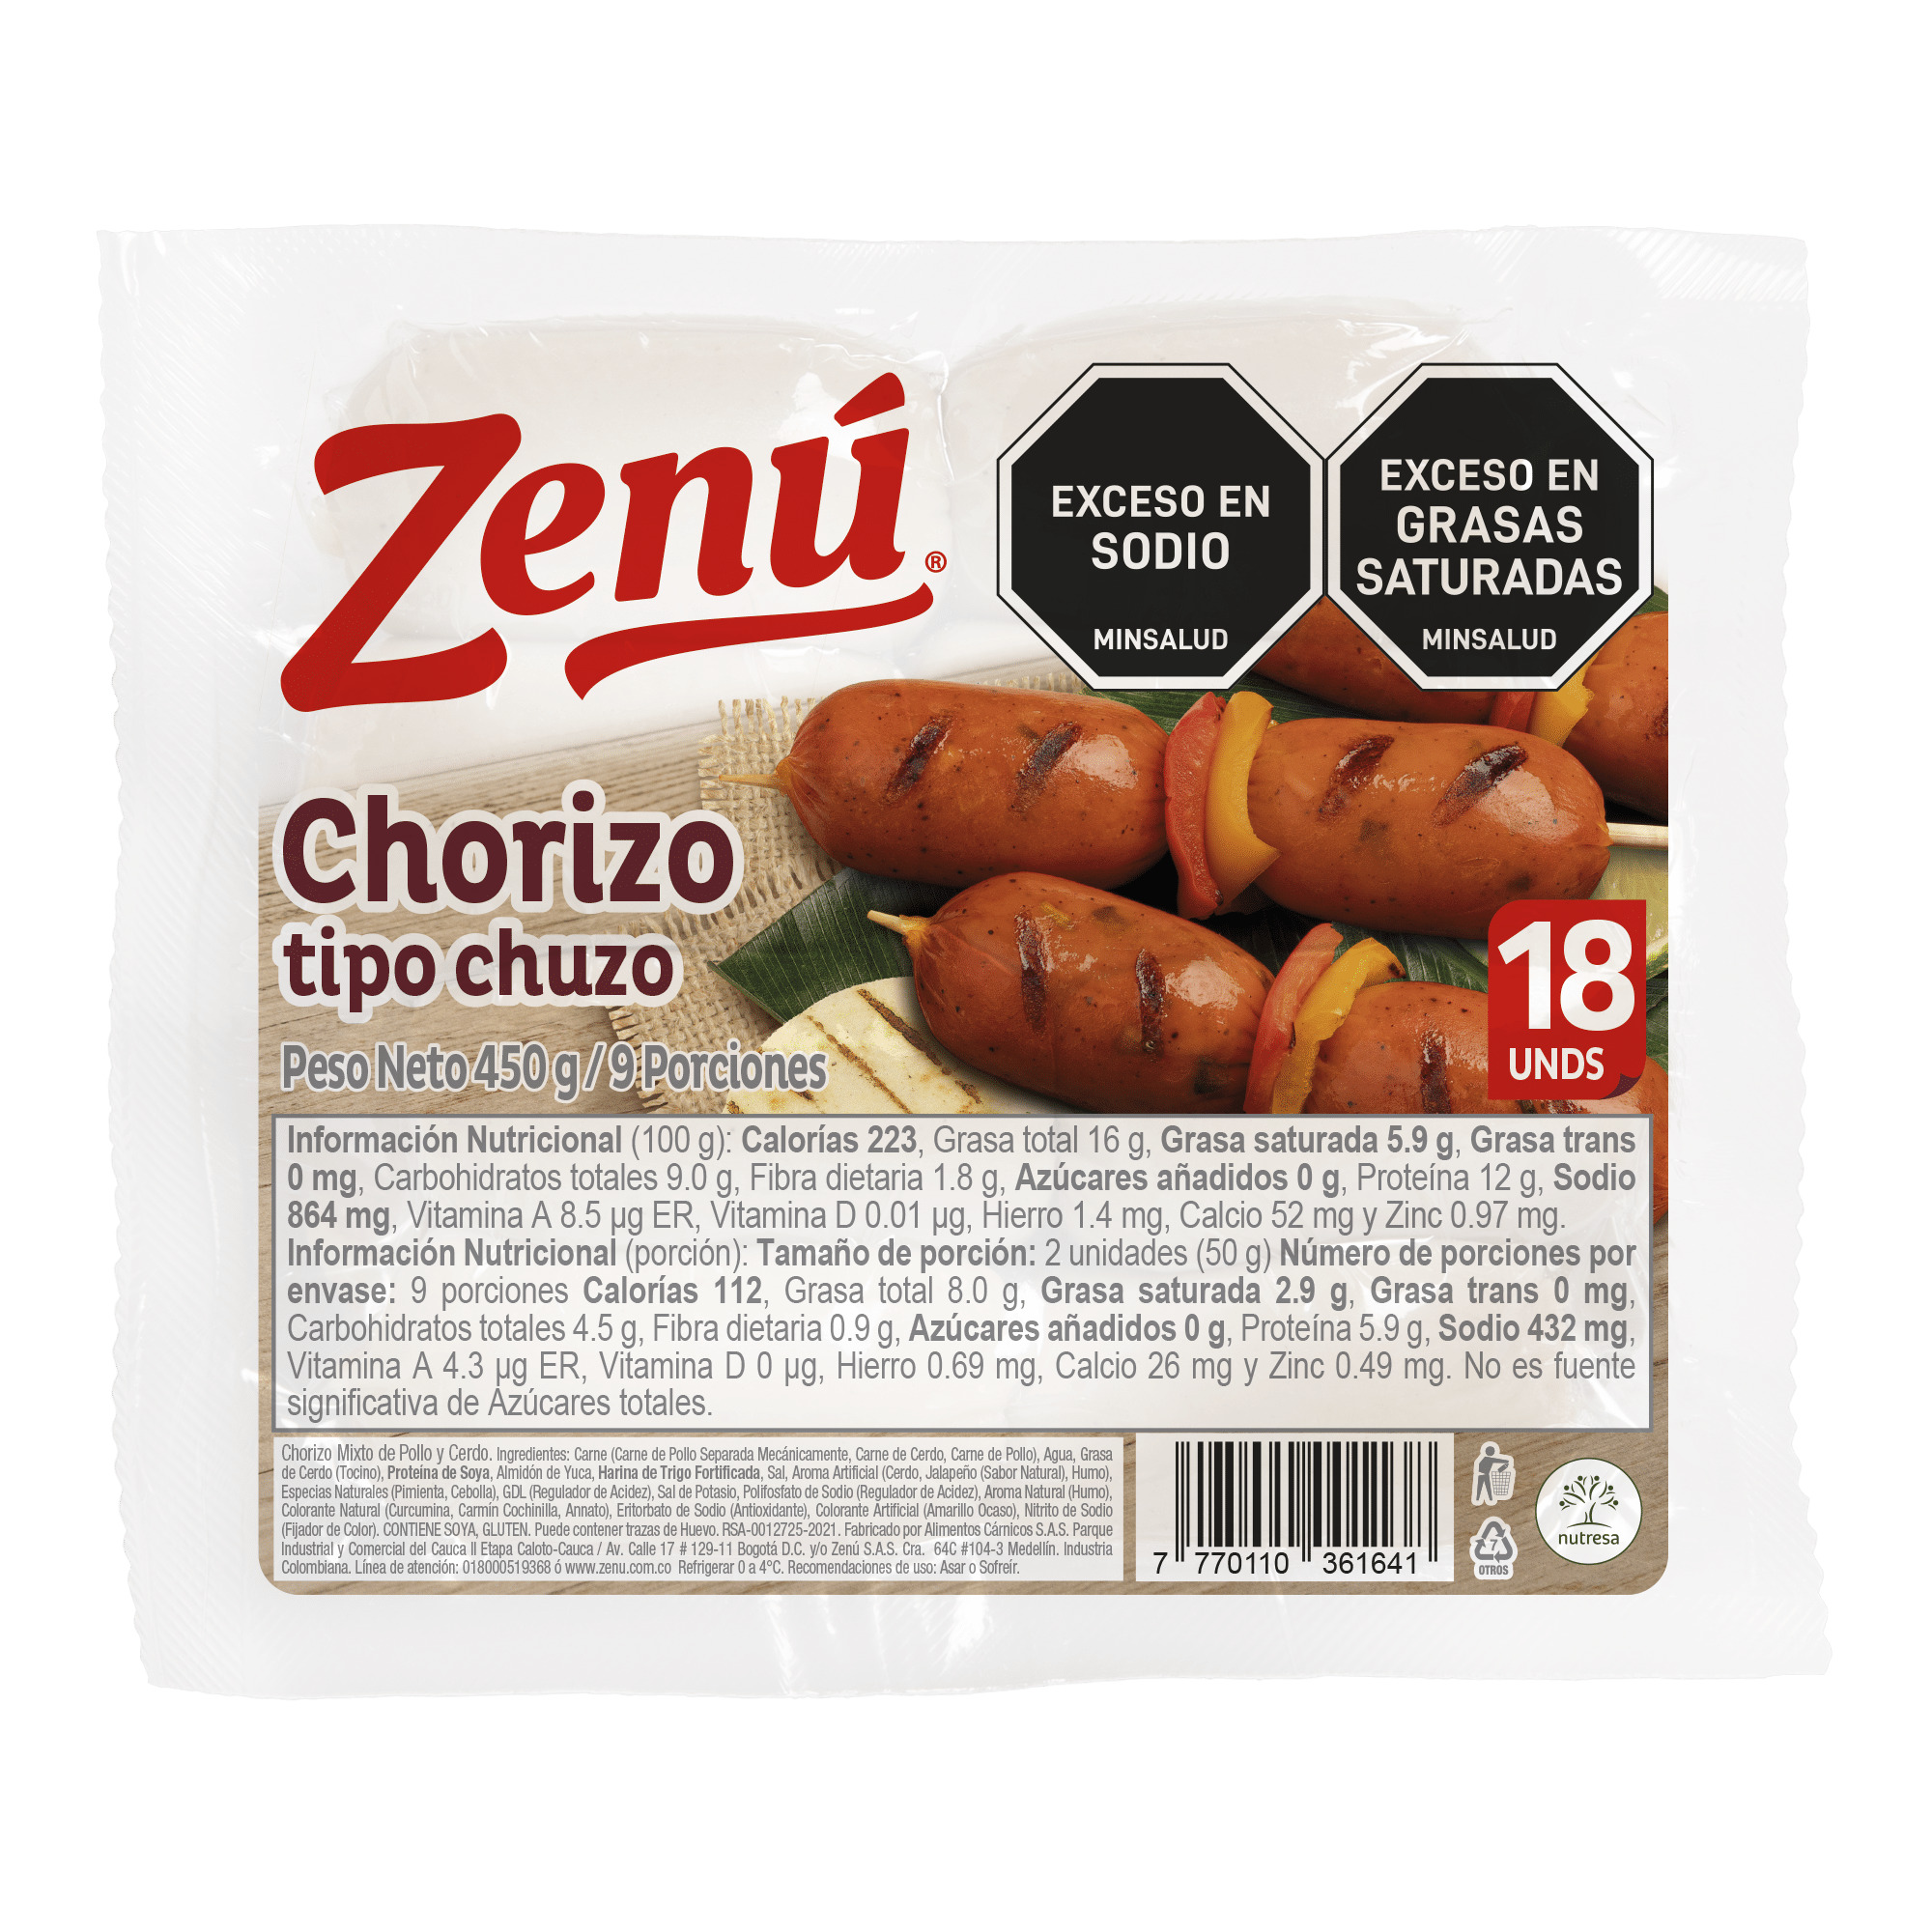 Zenú®
EXCESO EN
SODIO
MINSALUD
EXCESO EN
GRASAS
SATURADAS
MINSALUD
Chorizo
tipo chuzo
Peso Neto 450 g / 9 Porciones
18
UNDS
Información Nutricional (100 g): Calorías 223, Grasa total 16 g, Grasa saturada 5.9 g, Grasa trans
0 mg, Carbohidratos totales 9.0 g, Fibra dietaria 1.8 g, Azúcares añadidos 0 g, Proteína 12 g, Sodio
864 mg, Vitamina A 8.5 µg ER, Vitamina D 0.01 µg, Hierro 1.4 mg, Calcio 52 mg y Zinc 0.97 mg.
Información Nutricional (porción): Tamaño de porción: 2 unidades (50 g) Número de porciones por
envase: 9 porciones Calorías 112, Grasa total 8.0 g, Grasa saturada 2.9 g, Grasa trans 0 mg,
Carbohidratos totales 4.5 g, Fibra dietaria 0.9 g, Azúcares añadidos 0 g, Proteína 5.9 g, Sodio 432 mg,
Vitamina A 4.3 µg ER, Vitamina D 0 µg, Hierro 0.69 mg, Calcio 26 mg y Zinc 0.49 mg. No es fuente
significativa de Azúcares totales.
Chorizo Mixto de Pollo y Cerdo. Ingredientes: Carne (Carne de Pollo Separada Mecánicamente, Carne de Cerdo, Carne de Pollo), Agua, Grasa
de Cerdo (Tocino), Proteína de Soya, Almidón de Yuca, Harina de Trigo Fortificada, Sal, Aroma Artificial (Cerdo, Jalapeño (Sabor Natural), Humo),
Especias Naturales (Pimienta, Cebolla), GDL (Regulador de Acidez), Sal de Potasio, Polifosfato de Sodio (Regulador de Acidez), Aroma Natural (Humo),
Colorante Natural (Curcumina, Carmín Cochinilla, Annato), Eritorbato de Sodio (Antioxidante), Colorante Artificial (Amarillo Ocaso), Nitrito de Sodio
(Fijador de Color). CONTIENE SOYA, GLUTEN. Puede contener trazas de Huevo. RSA-0012725-2021. Fabricado por Alimentos Cárnicos S.A.S. Parque
Industrial y Comercial del Cauca II Etapa Caloto-Cauca / Av. Calle 17 # 129-11 Bogotá D.C. y/o Zenú S.A.S. Cra. 64C #104-3 Medellín. Industria
Colombiana. Línea de atención: 018000519368 ó www.zenu.com.co Refrigerar 0 a 4°C. Recomendaciones de uso: Asar o Sofreír.
7 770110 361641
7
OTROS
nutresa